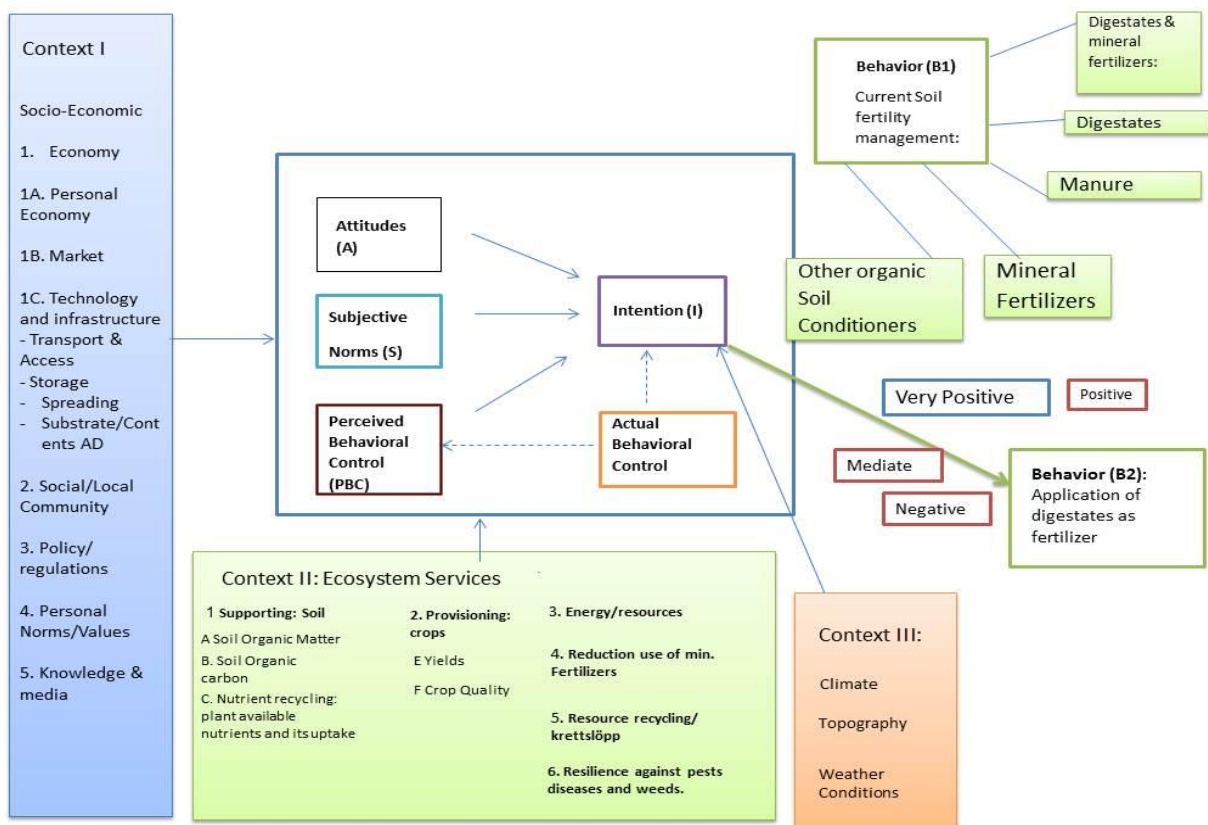 Context I
Socio-Economic
1. Economy
1A. Personal
Economy
1B. Market
1C. Technology
and infrastructure
- Transport &
Access
- Storage
- Spreading
- Substrate/Cont
ents AD
2. Social/Local
Community
3. Policy/
regulations
4. Personal
Norms/Values
5. Knowledge &
media
Attitudes
(A)
Subjective
Norms (S)
Perceived
Behavioral
Control
(PBC)
Intention (I)
Actual
Behavioral
Control
Behavior (B1)
Current Soil
fertility
management:
Digestates &
mineral
fertilizers:
Digestates
Manure
Mineral
Fertilizers
Other organic
Soil
Conditioners
Very Positive
Positive
Mediate
Negative
Behavior (B2):
Application of
digestates as
fertilizer
Context II: Ecosystem Services
1 Supporting: Soil
A Soil Organic Matter
B. Soil Organic
carbon
C. Nutrient recycling:
plant available
nutrients and its uptake
2. Provisioning:
crops
E Yields
F Crop Quality
3. Energy/resources
4. Reduction use of min.
Fertilizers
5. Resource recycling/
krettslöpp
6. Resilience against pests
diseases and weeds.
Context III:
Climate
Topography
Weather
Conditions